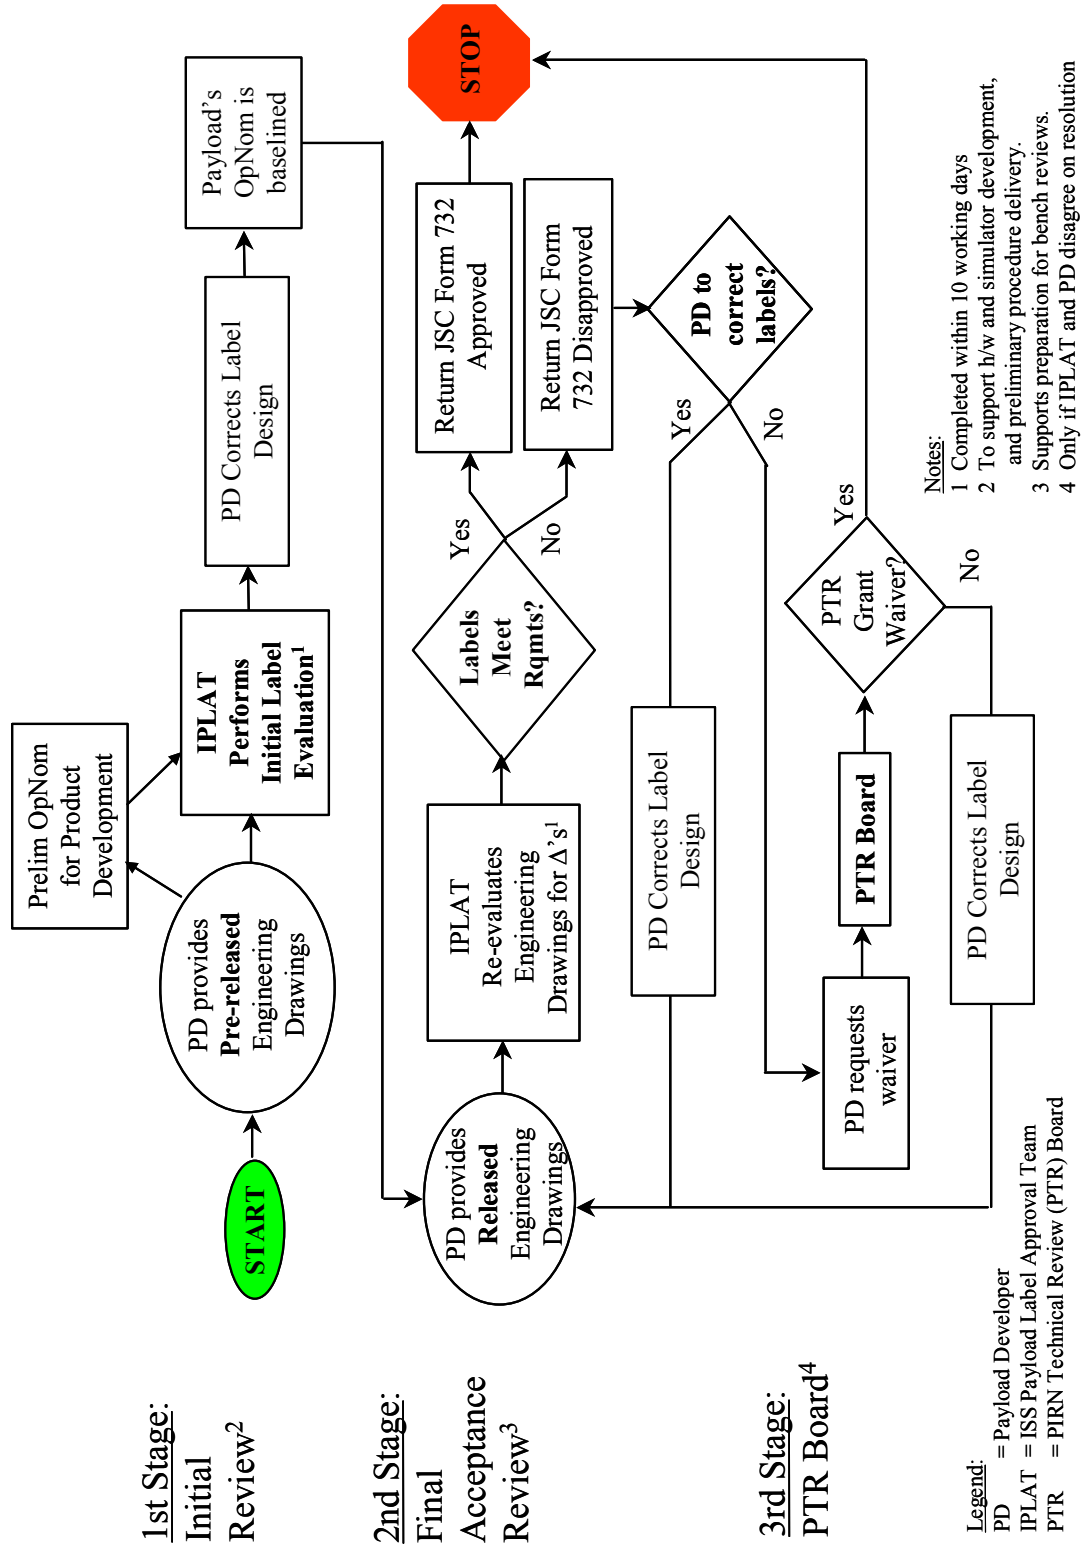 1st Stage:
Initial
Review2
START
PD provides
Pre-released
Engineering
Drawings
Prelim OpNom
for Product
Development
IPLAT
Performs
Initial Label
Evaluation1
PD Corrects Label
Design
Payload's
OpNom is
baselined
2nd Stage:
Final
Acceptance
Review3
PD provides
Released
Engineering
Drawings
IPLAT
Re-evaluates
Engineering
Drawings for Δ's1
Labels
Meet
Rqmts?
Yes
No
Return JSC Form 732
Approved
Return JSC Form
732 Disapproved
STOP
PD to
correct
labels?
Yes
No
PD Corrects Label
Design
3rd Stage:
PTR Board4
PD requests
waiver
PTR Board
PTR
Grant
Waiver?
Yes
No
PD Corrects Label
Design
Legend:
PD = Payload Developer
IPLAT = ISS Payload Label Approval Team
PTR = PIRN Technical Review (PTR) Board
Notes:
1 Completed within 10 working days
2 To support h/w and simulator development,
and preliminary procedure delivery.
3 Supports preparation for bench reviews.
4 Only if IPLAT and PD disagree on resolution